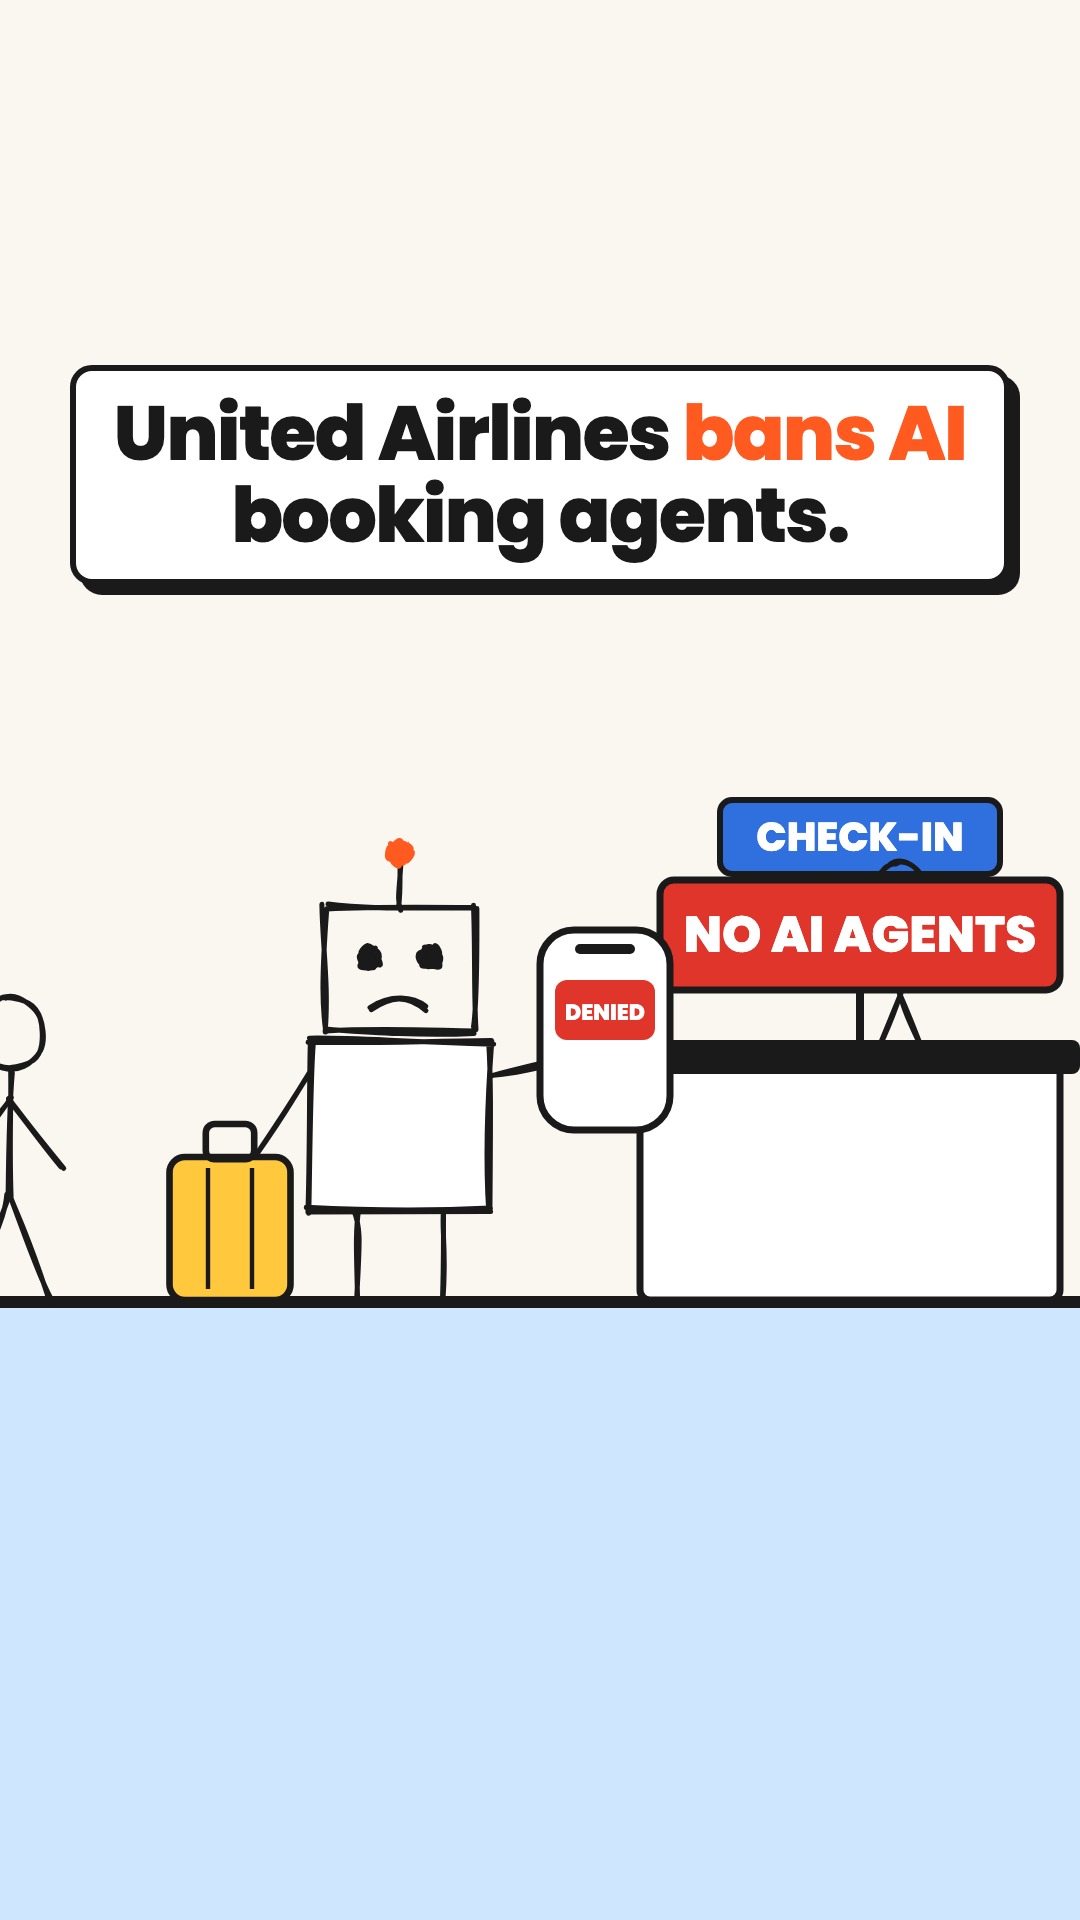 United Airlines bans AI
booking agents.
CHECK-IN
NO AI AGENTS
DENIED